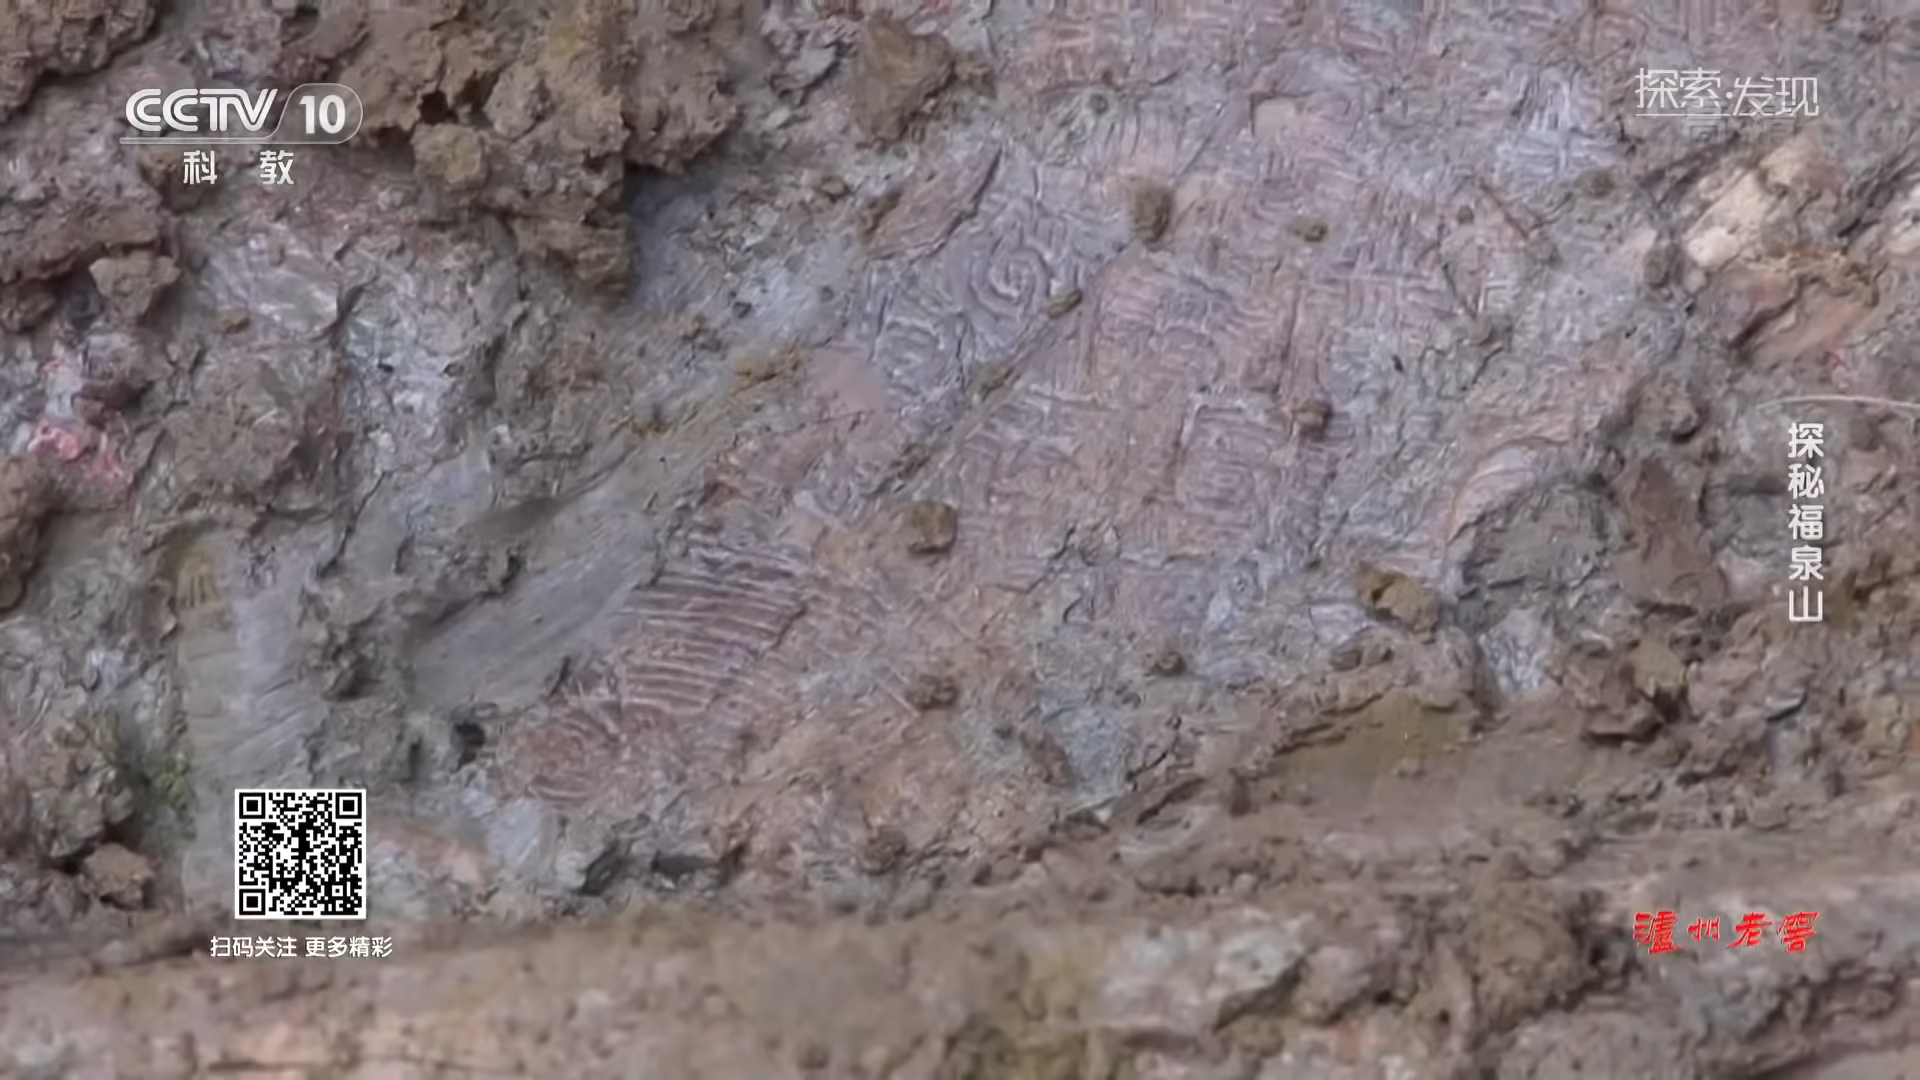 CCTV 10
科 教
探索·发现
探秘福泉山
扫码关注 更多精彩
泸州老窖